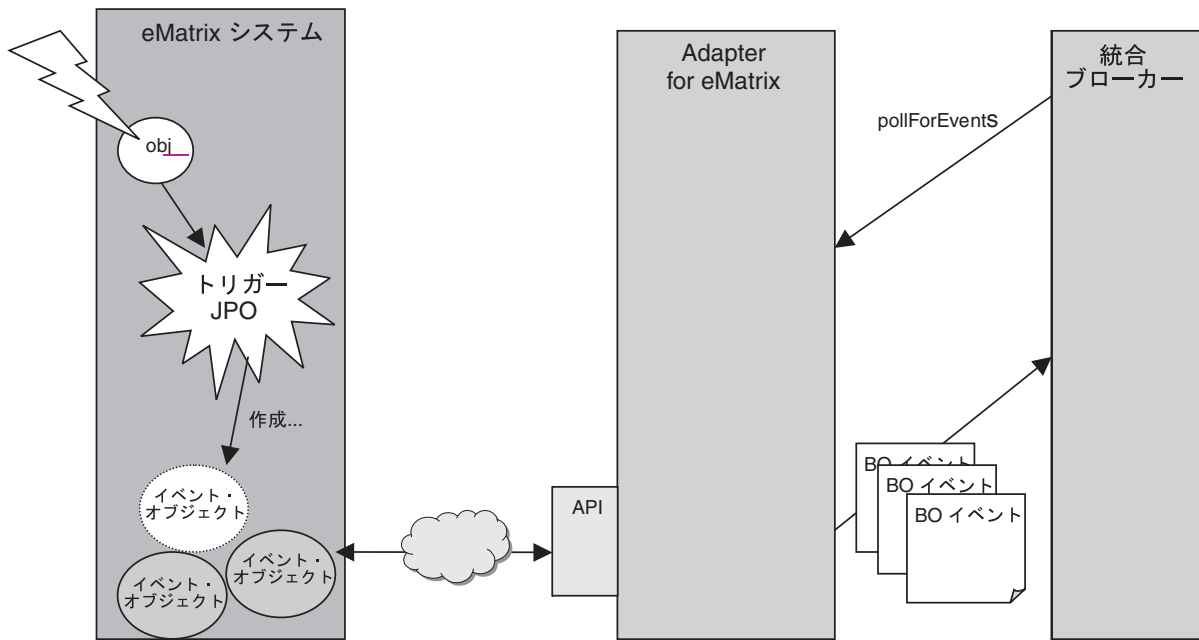 eMatrix システム
obj
トリガー
JPO
作成...
イベント・
オブジェクト
イベント・
オブジェクト
イベント・
オブジェクト
API
Adapter
for eMatrix
pollForEvents
統合
ブローカー
BO イベント
BO イベント
BO イベント